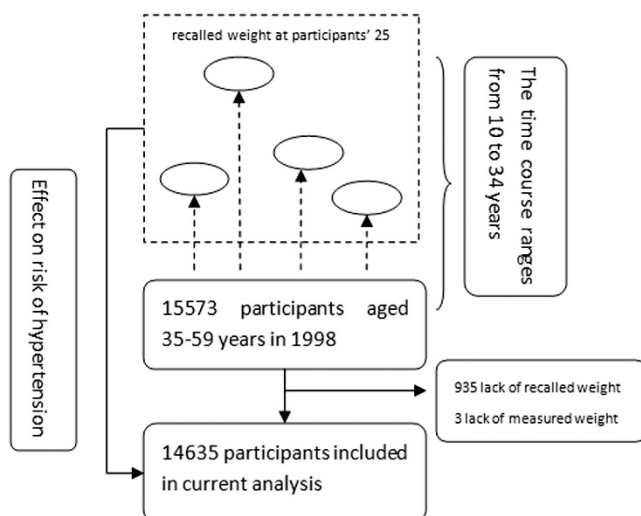 recalled weight at participants' 25
The time course ranges
from 10 to 34 years
Effect on risk of hypertension
15573 participants aged
35-59 years in 1998
935 lack of recalled weight
3 lack of measured weight
14635 participants included
in current analysis